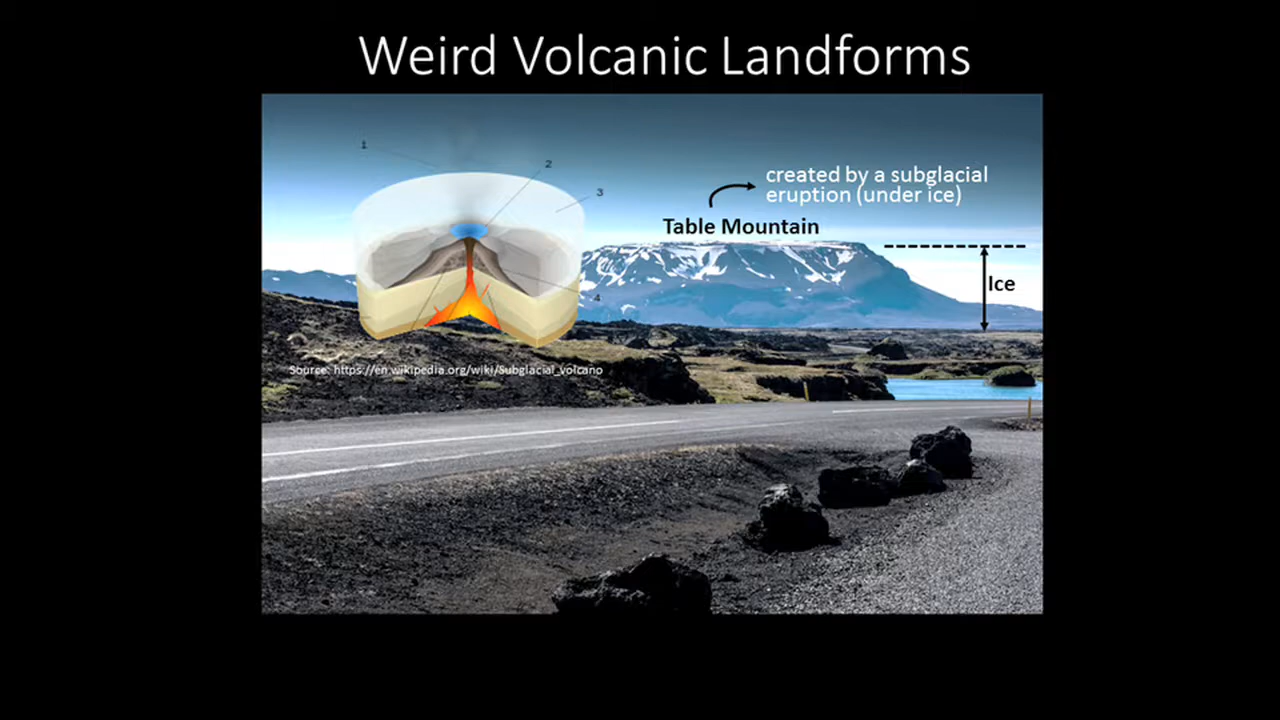 Weird Volcanic Landforms
1
2
3
created by a subglacial
eruption (under ice)
Table Mountain
Ice
4
Source: https://en.wikipedia.org/wiki/Subglacial_volcano